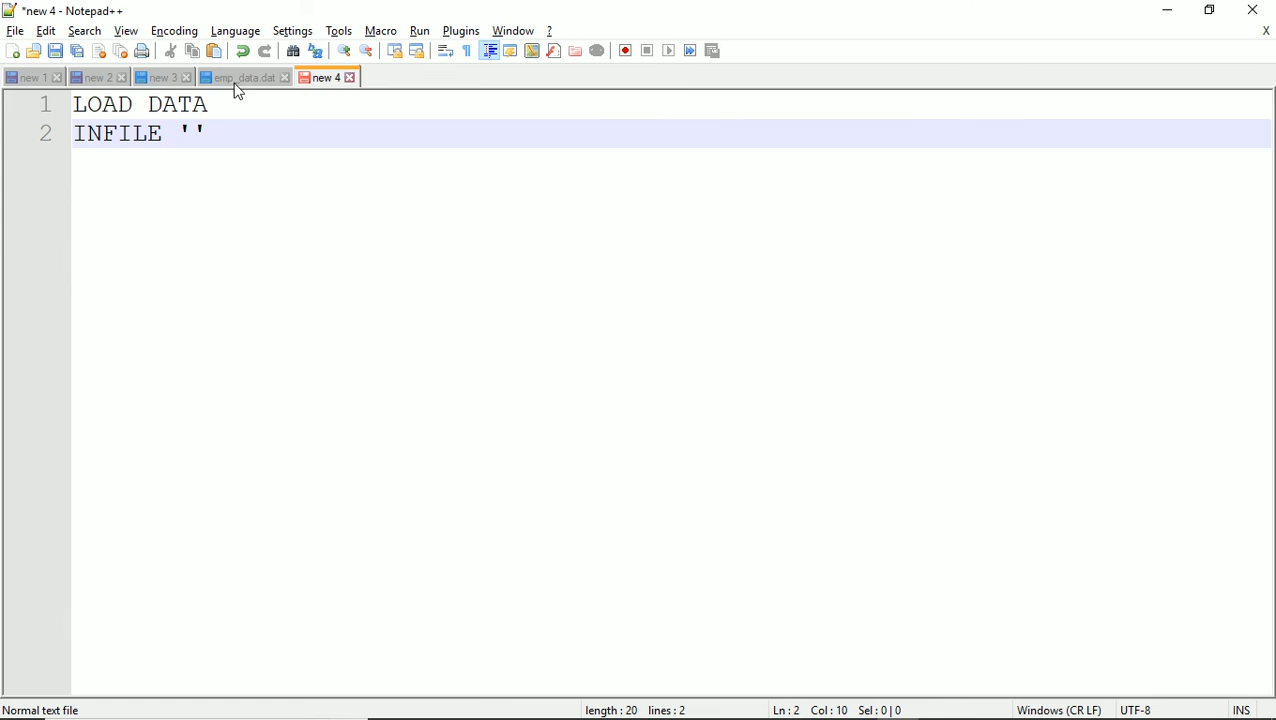 *new 4 - Notepad++
File Edit Search View Encoding Language Settings Tools Macro Run Plugins Window ? X
new 1 new 2 new 3 emp_data.dat new 4
1 LOAD DATA
2 INFILE ''
Normal text file length : 20 lines : 2 Ln : 2 Col : 10 Sel : 0 | 0 Windows (CR LF) UTF-8 INS